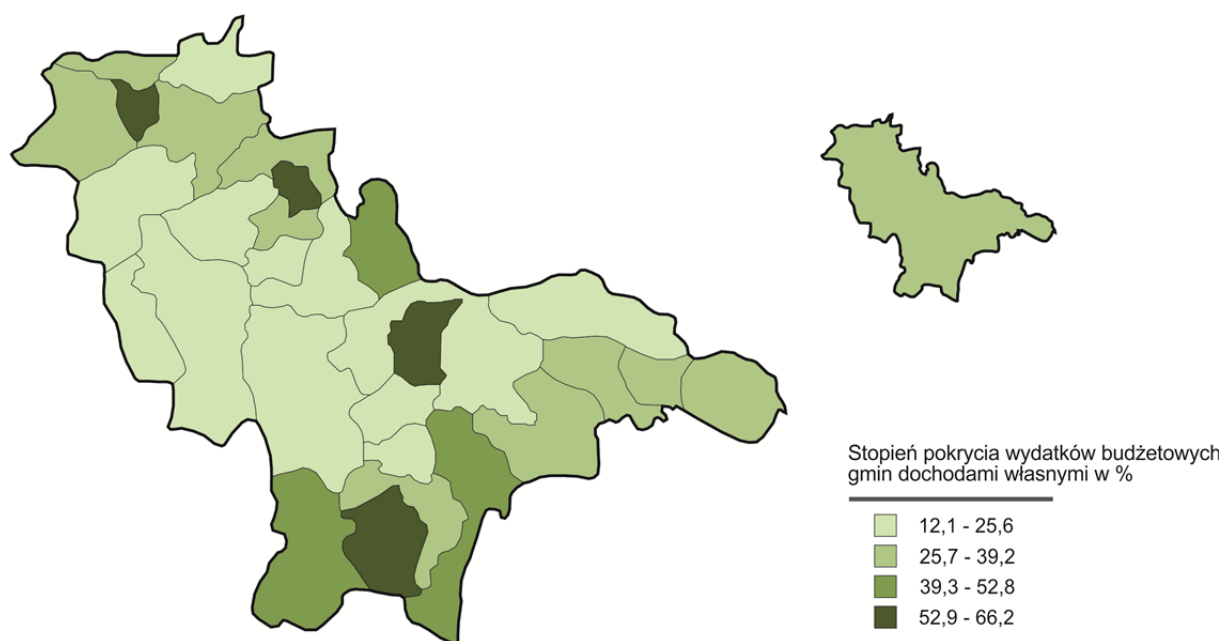 Stopień pokrycia wydatków budżetowych
gmin dochodami własnymi w %
12,1 - 25,6
25,7 - 39,2
39,3 - 52,8
52,9 - 66,2